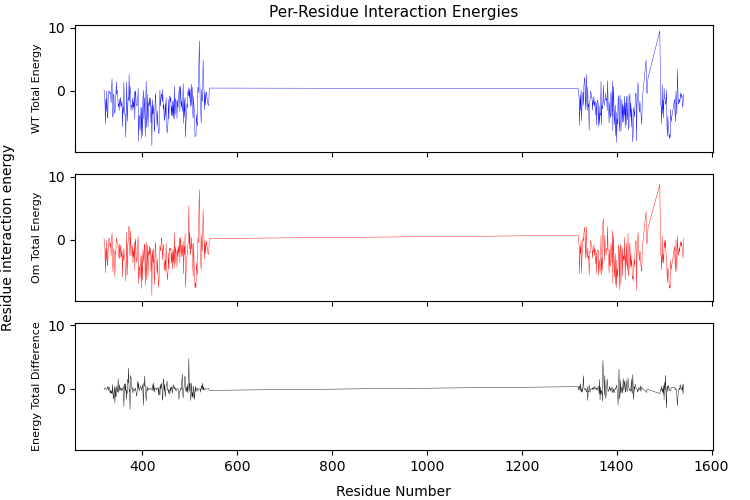 Per-Residue Interaction Energies
10
0
WT Total Energy
10
0
Om Total Energy
Residue interaction energy
10
0
Energy Total Difference
400 600 800 1000 1200 1400 1600
Residue Number